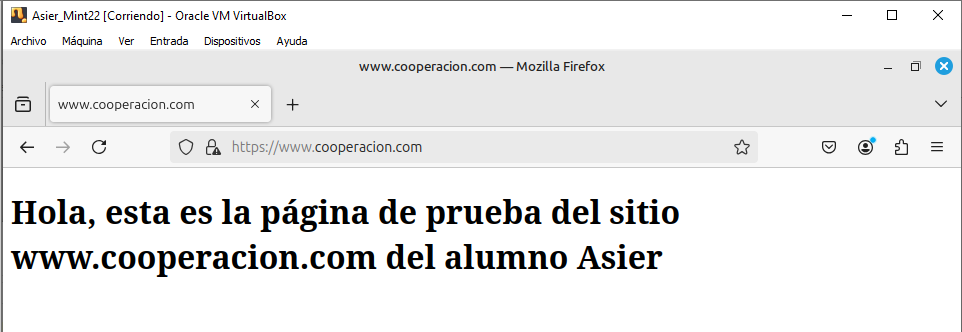 Asier_Mint22 [Corriendo] - Oracle VM VirtualBox
Archivo Máquina Ver Entrada Dispositivos Ayuda
www.cooperacion.com — Mozilla Firefox
www.cooperacion.com
https://www.cooperacion.com
Hola, esta es la página de prueba del sitio
www.cooperacion.com del alumno Asier